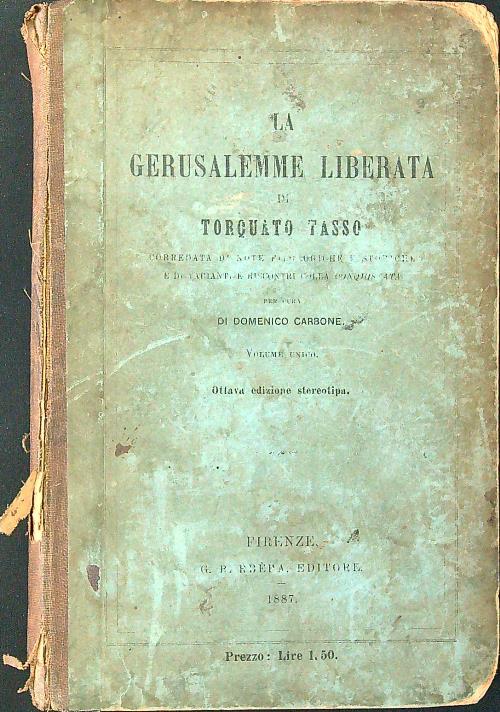 LA
GERUSALEMME LIBERATA
DI
TORQUATO TASSO
CORREDATA DI NOTE FILOLOGICHE E STORICHE
E DI VARIANTI E RISCONTRI COLLA CONQUISTATA
PER CURA
DI DOMENICO CARBONE.
VOLUME UNICO.
Ottava edizione stereotipa.
FIRENZE,
G. B. EDITORE.
1887.
Prezzo: Lire 1.50.